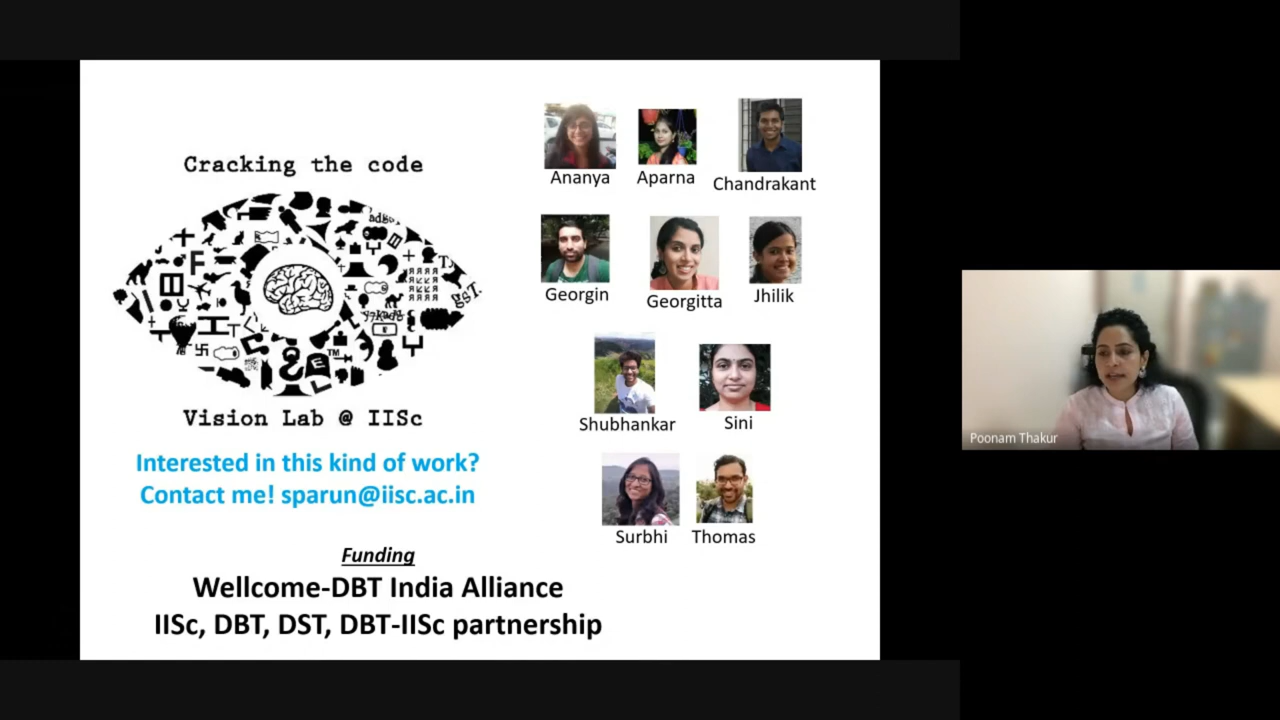 Cracking the code
Vision Lab @ IISc
Interested in this kind of work?
Contact me! sparun@iisc.ac.in
Funding
Wellcome-DBT India Alliance
IISc, DBT, DST, DBT-IISc partnership
Ananya
Aparna
Chandrakant
Georgin
Georgitta
Jhilik
Shubhankar
Sini
Surbhi
Thomas
Poonam Thakur